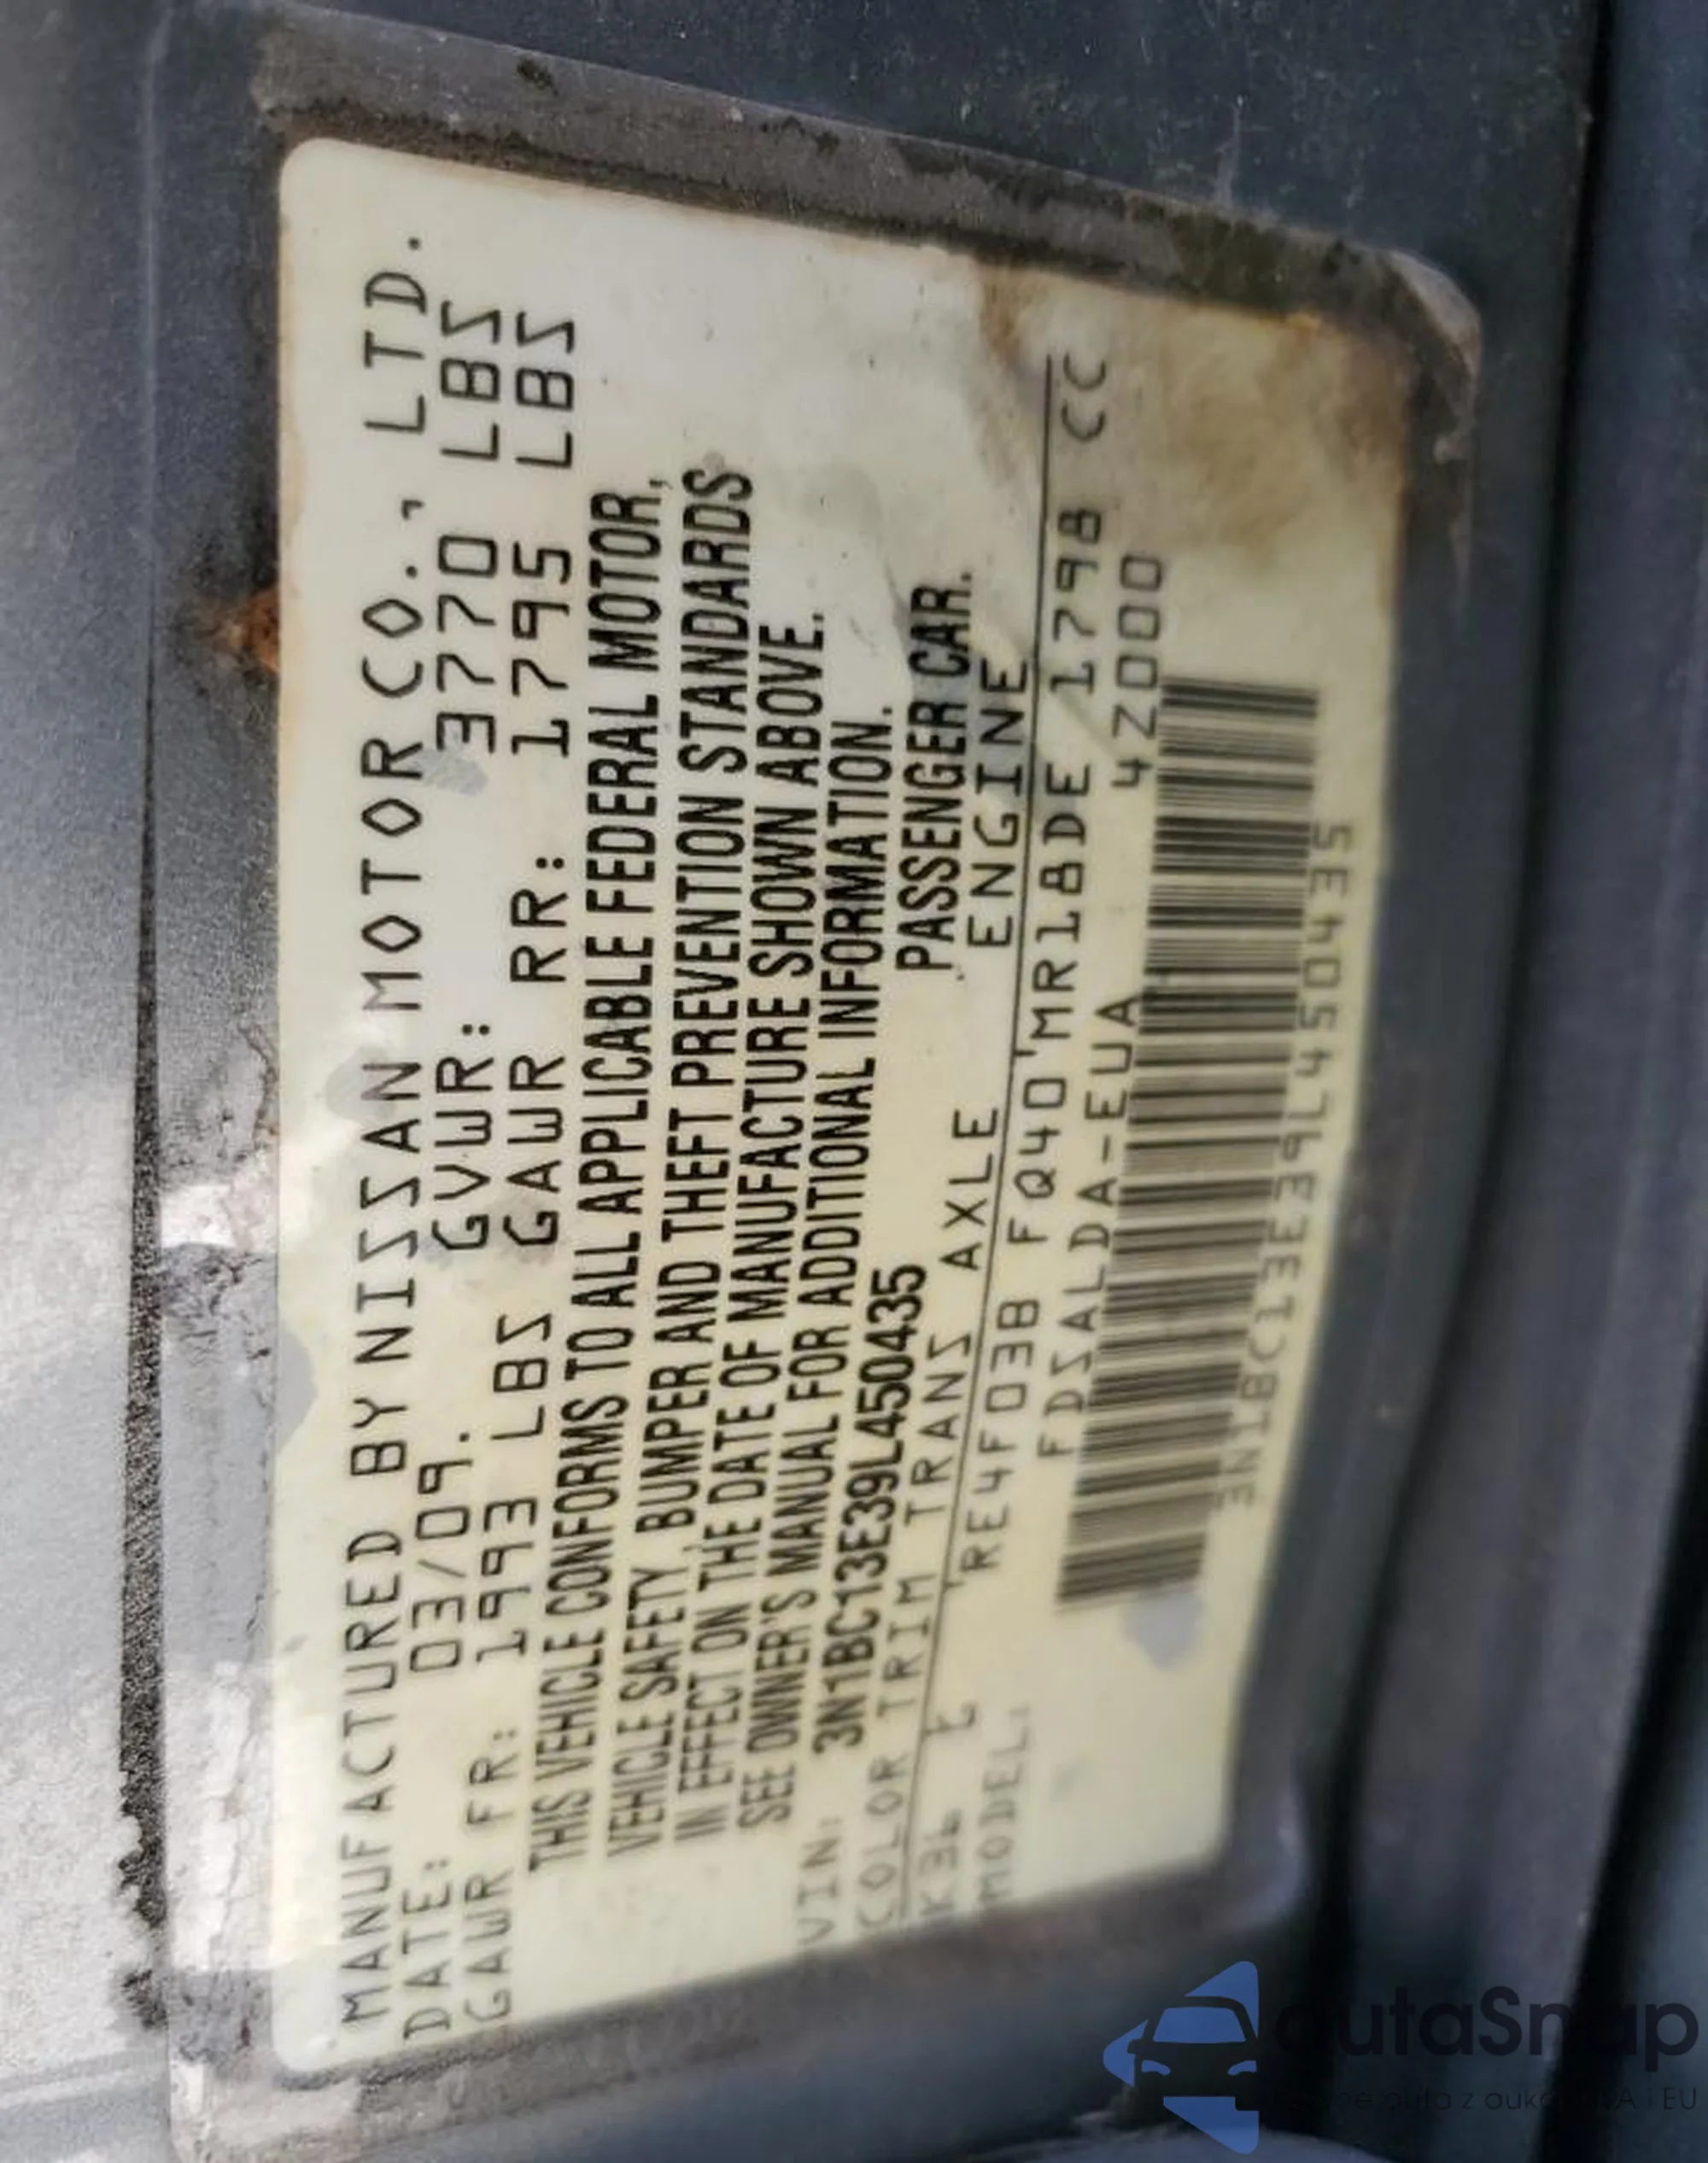 MANUFACTURED BY NISSAN MOTOR CO., LTD.
DATE: 03/09. GVWR: 3770 LBS
GAWR FR: 1993 LBS GAWR RR: 1795 LBS
THIS VEHICLE CONFORMS TO ALL APPLICABLE FEDERAL MOTOR,
VEHICLE SAFETY, BUMPER AND THEFT PREVENTION STANDARDS
IN EFFECT ON THE DATE OF MANUFACTURE SHOWN ABOVE.
SEE OWNER'S MANUAL FOR ADDITIONAL INFORMATION.
VIN: 3N1BC13E39L450435 PASSENGER CAR.
COLOR TRIM TRANS AXLE ENGINE
K36 E 'RE4F03B FQ40'MR18DE 1798 CC
MODEL: FDSALDA-EUA 4Z000
3N1BC13E39L450435
autaSnap
auta z